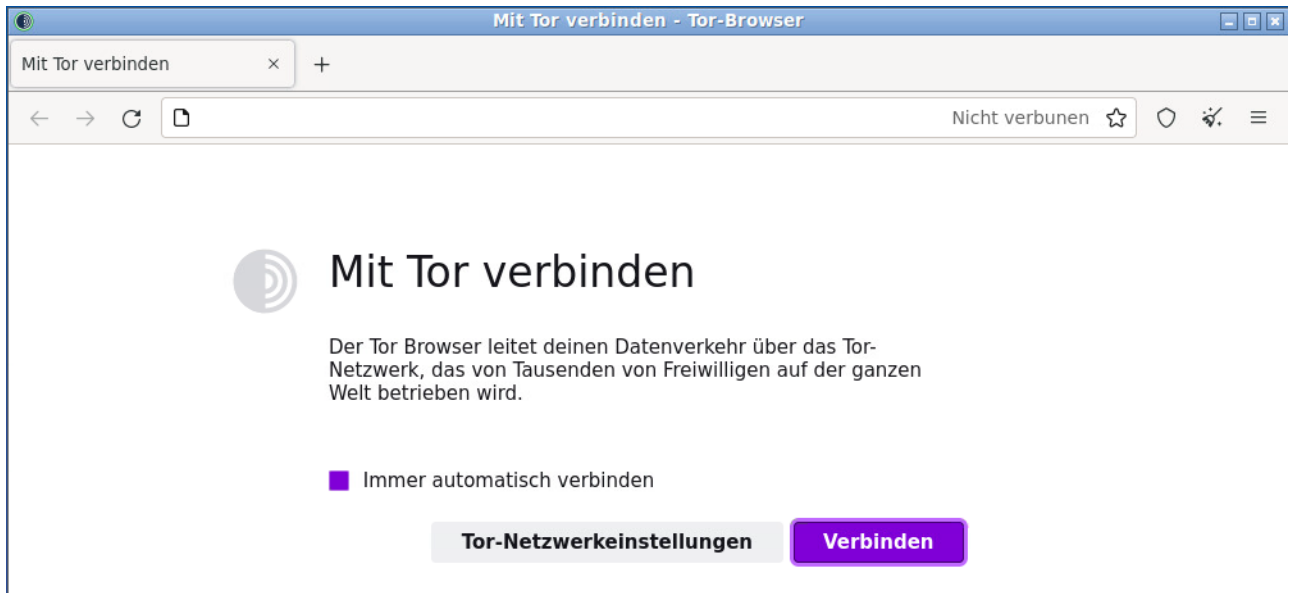 Mit Tor verbinden - Tor-Browser
Mit Tor verbinden
Nicht verbunen
Mit Tor verbinden
Der Tor Browser leitet deinen Datenverkehr über das Tor-
Netzwerk, das von Tausenden von Freiwilligen auf der ganzen
Welt betrieben wird.
Immer automatisch verbinden
Tor-Netzwerkeinstellungen Verbinden